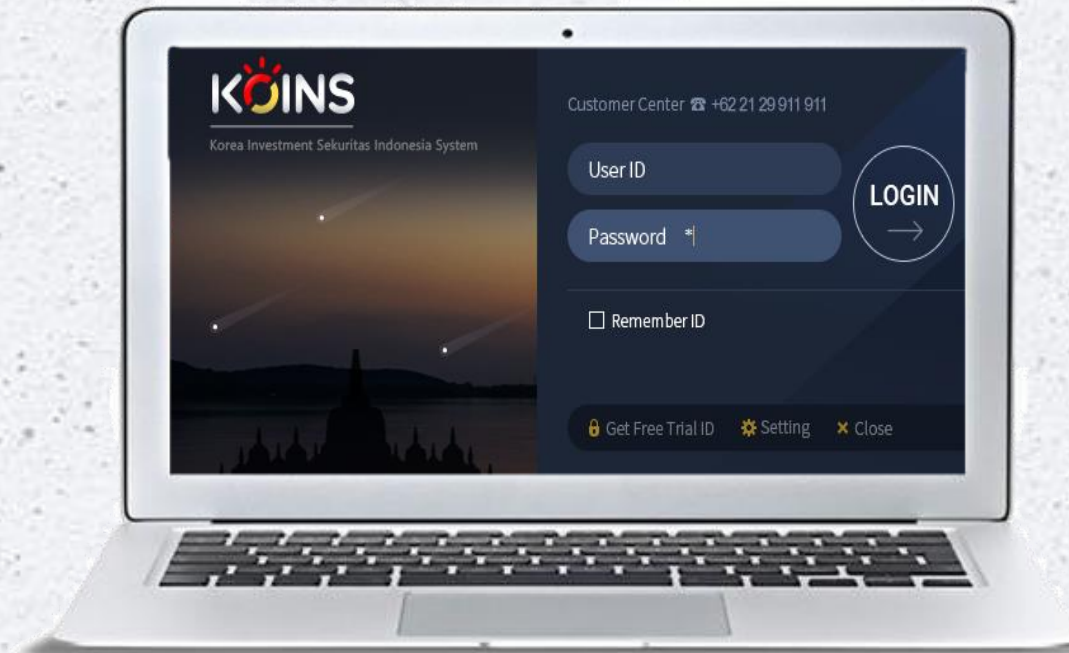 KOINS
Korea Investment Sekuritas Indonesia System
Customer Center ☎ +62 21 29 911 911
User ID
Password *
LOGIN
Remember ID
Get Free Trial ID
Setting
Close